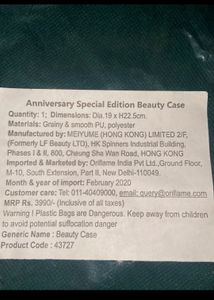 Anniversary Special Edition Beauty Case
Quantity: 1; Dimensions: Dia.19 x H22.5cm.
Materials: Grainy & smooth PU, polyester
Manufactured by: MEIYUME (HONG KONG) LIMITED 2/F,
(Formerly LF Beauty LTD), HK Spinners Industrial Building,
Phases I & II, 800, Cheung Sha Wan Road, HONG KONG
Imported & Marketed by: Oriflame India Pvt Ltd.,Ground Floor,
M-10, South Extension, Part II, New Delhi-110049.
Month & year of import: February 2020
Customer care: Tel: 011-40409000, email: query@oriflame.com
MRP Rs. 3990/- (Inclusive of all taxes)
Warning ! Plastic Bags are Dangerous. Keep away from children
to avoid potential suffocation danger
Generic Name : Beauty Case
Product Code : 43727